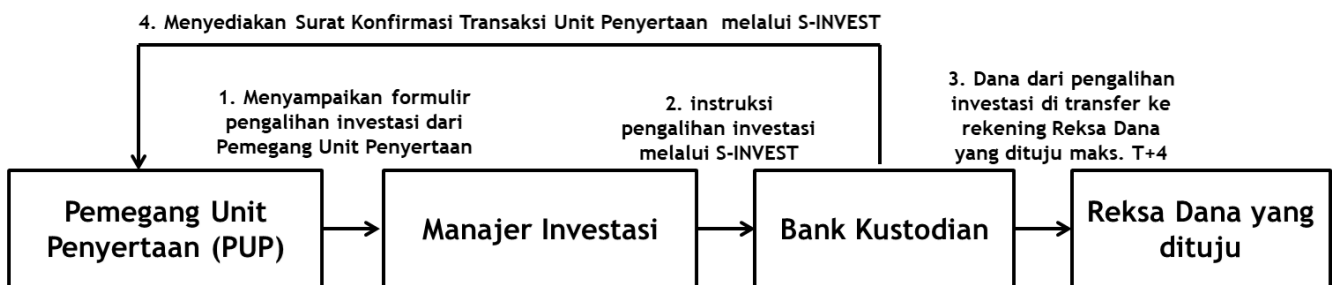 4. Menyediakan Surat Konfirmasi Transaksi Unit Penyertaan melalui S-INVEST
1. Menyampaikan formulir
pengalihan investasi dari
Pemegang Unit Penyertaan
2. instruksi
pengalihan investasi
melalui S-INVEST
3. Dana dari pengalihan
investasi di transfer ke
rekening Reksa Dana
yang dituju maks. T+4
Pemegang Unit
Penyertaan (PUP)
Manajer Investasi
Bank Kustodian
Reksa Dana yang
dituju